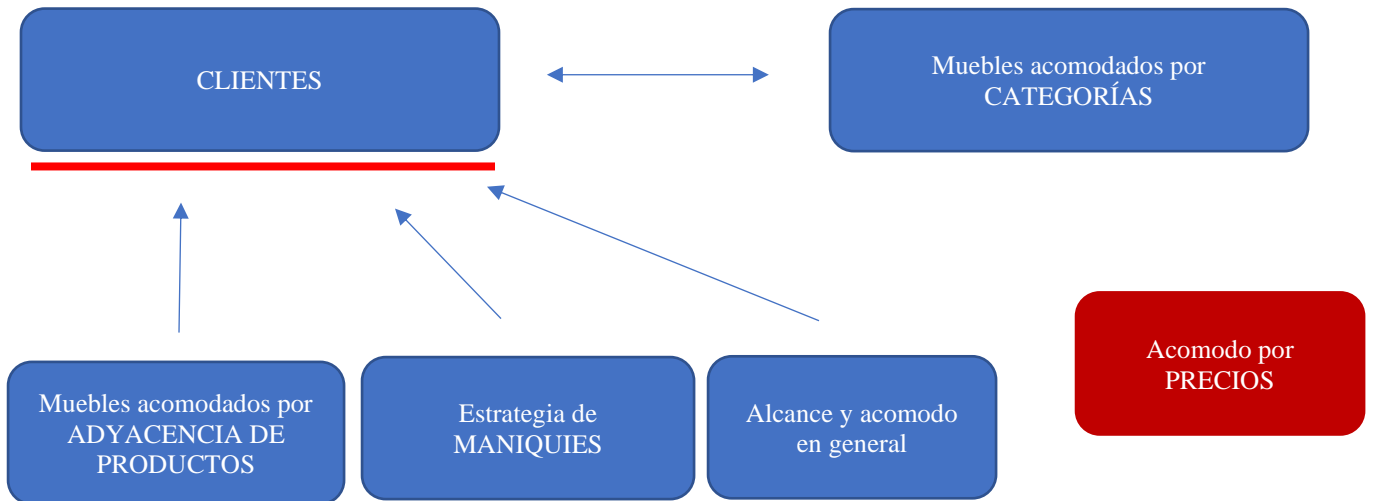 CLIENTES
Muebles acomodados por
CATEGORÍAS
Acomodo por
PRECIOS
Muebles acomodados por
ADYACENCIA DE
PRODUCTOS
Estrategia de
MANIQUIES
Alcance y acomodo
en general